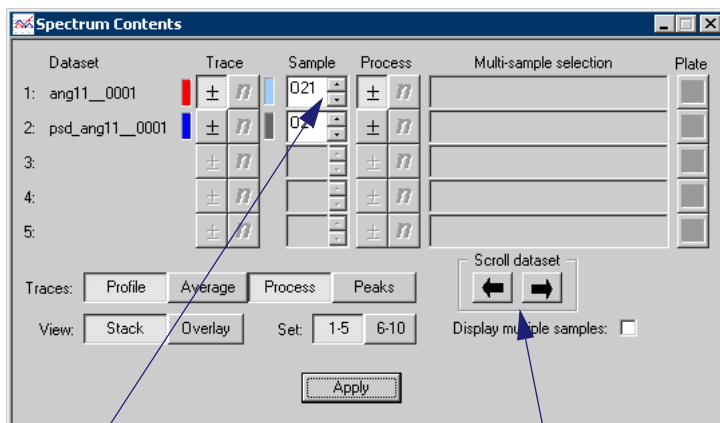 Spectrum Contents
Dataset Trace Sample Process Multi-sample selection Plate
1: ang11__0001 ± n O21 ± n
2: psd_ang11__0001 ± n ± n
3: ± n ± n
4: ± n ± n
5: ± n ± n
Scroll dataset
Traces: Profile Average Process Peaks
View: Stack Overlay Set: 1-5 6-10 Display multiple samples:
Apply